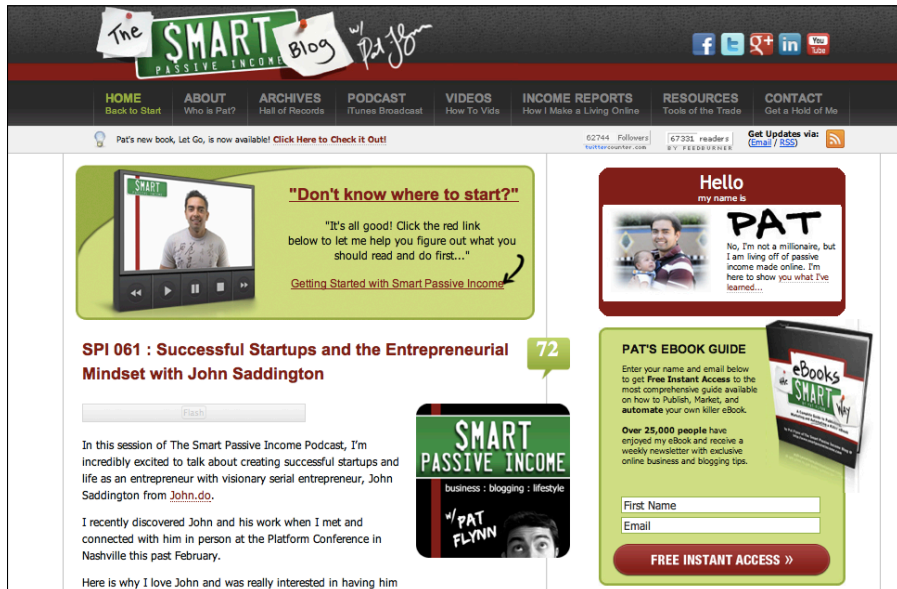 The
$MART
Blog
w/ Pat Flynn
PASSIVE INCOME
f
t
g+
in
You
Tube
HOME
Back to Start
ABOUT
Who is Pat?
ARCHIVES
Hall of Records
PODCAST
iTunes Broadcast
VIDEOS
How To Vids
INCOME REPORTS
How I Make a Living Online
RESOURCES
Tools of the Trade
CONTACT
Get a Hold of Me
Pat's new book, Let Go, is now available! Click Here to Check it Out!
62744 Followers
twittercounter.com
67331 readers
BY FEEDBURNER
Get Updates via:
(Email / RSS)
SMART
"Don't know where to start?"
"It's all good! Click the red link
below to let me help you figure out what you
should read and do first..."
Getting Started with Smart Passive Income
Hello
my name is
PAT
No, I'm not a millionaire, but
I am living off of passive
income made online. I'm
here to show you what I've
learned...
SPI 061 : Successful Startups and the Entrepreneurial
Mindset with John Saddington
72
Flash
In this session of The Smart Passive Income Podcast, I'm
incredibly excited to talk about creating successful startups and
life as an entrepreneur with visionary serial entrepreneur, John
Saddington from John.do.
I recently discovered John and his work when I met and
connected with him in person at the Platform Conference in
Nashville this past February.
Here is why I love John and was really interested in having him
$MART
PASSIVE INCOME
business : blogging : lifestyle
w/ PAT
FLYNN
PAT'S EBOOK GUIDE
Enter your name and email below
to get Free Instant Access to the
most comprehensive guide available
on how to Publish, Market, and
automate your own killer eBook.
Over 25,000 people have
enjoyed my eBook and receive a
weekly newsletter with exclusive
online business and blogging tips.
eBooks
the
SMART
WAY
First Name
Email
FREE INSTANT ACCESS »